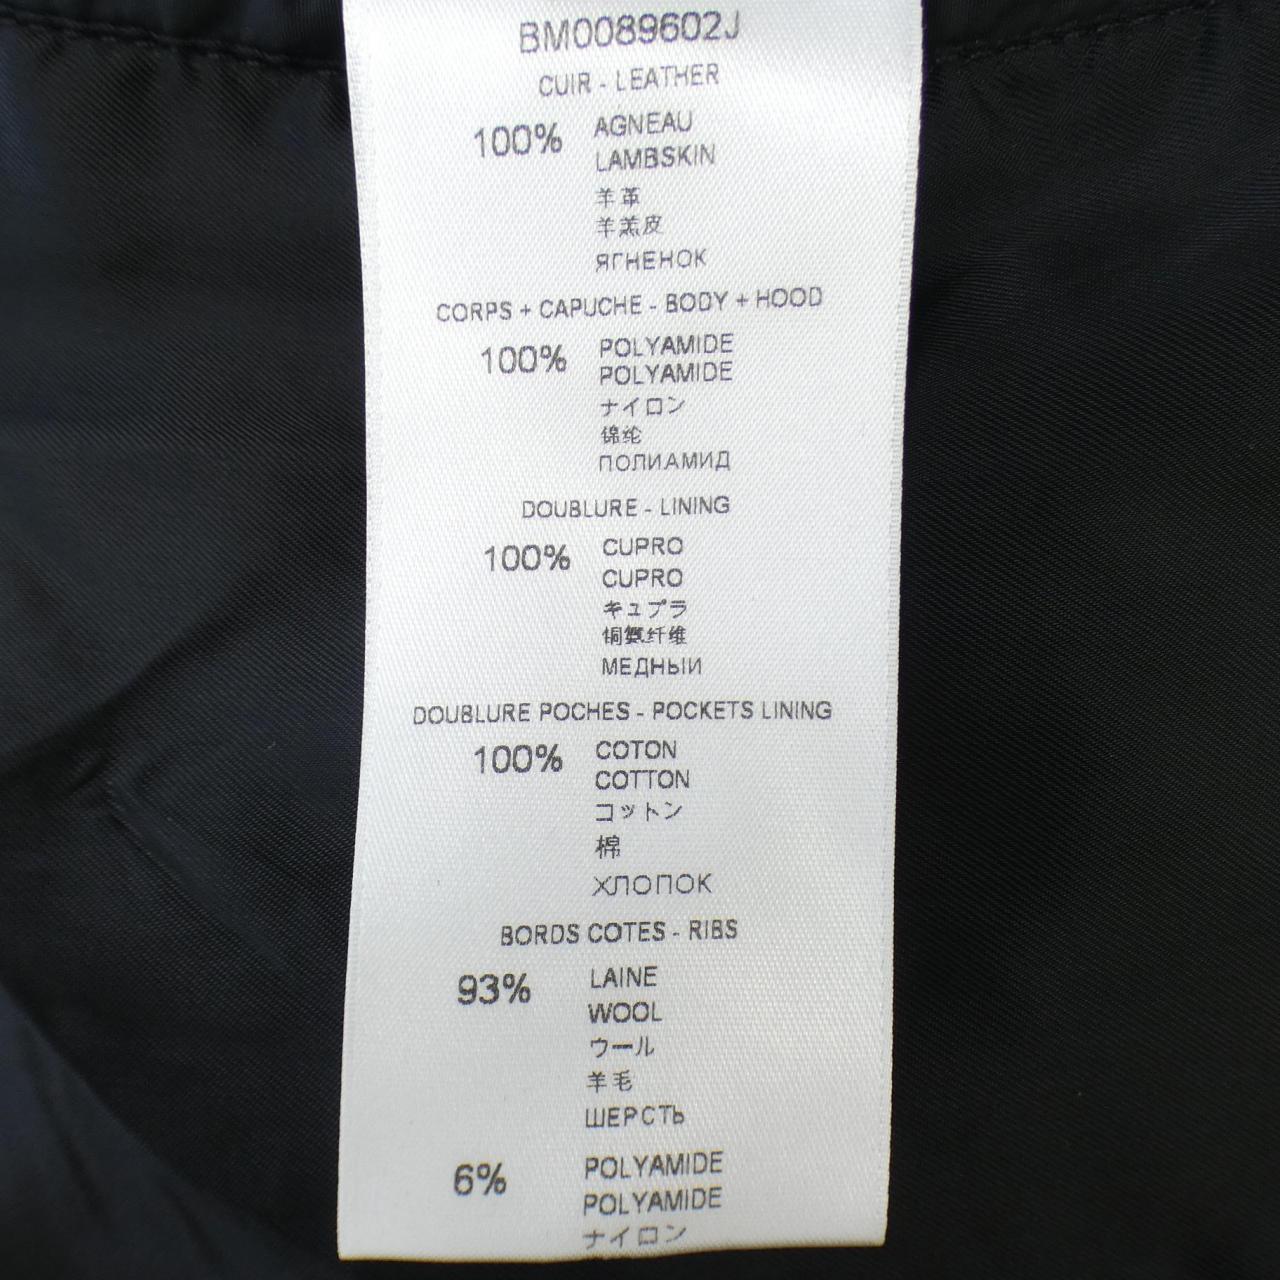 BM0089602J
CUIR - LEATHER
100% AGNEAU
LAMBSKIN
羊革
羊羔皮
ЯГНЕНОК
CORPS + CAPUCHE - BODY + HOOD
100% POLYAMIDE
POLYAMIDE
ナイロン
锦纶
ПОЛИАМИД
DOUBLURE - LINING
100% CUPRO
CUPRO
キュプラ
铜氨纤维
МЕДНЫЙ
DOUBLURE POCHES - POCKETS LINING
100% COTON
COTTON
コットン
棉
ХЛОПОК
BORDS COTES - RIBS
93% LAINE
WOOL
ウール
羊毛
ШЕРСТЬ
6% POLYAMIDE
POLYAMIDE
ナイロン